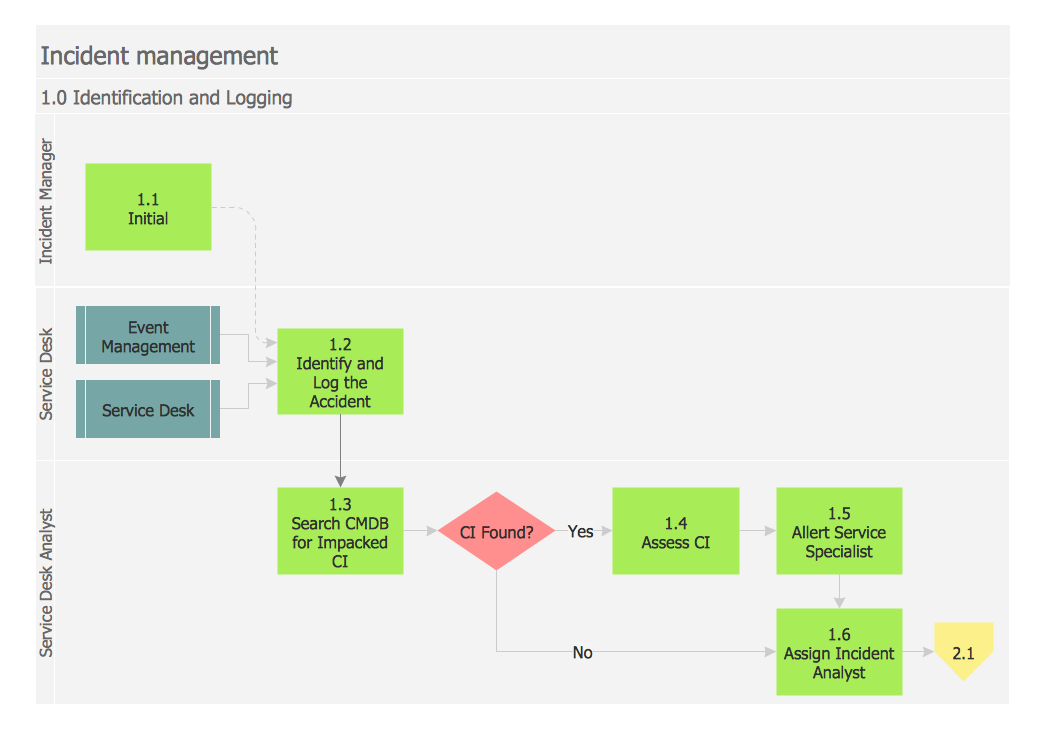 Incident management
1.0 Identification and Logging
Incident Manager
1.1
Initial
Service Desk
Event
Management
Service Desk
1.2
Identify and
Log the
Accident
Service Desk Analyst
1.3
Search CMDB
for Impacked
CI
CI Found?
Yes
1.4
Assess CI
1.5
Allert Service
Specialist
No
1.6
Assign Incident
Analyst
2.1